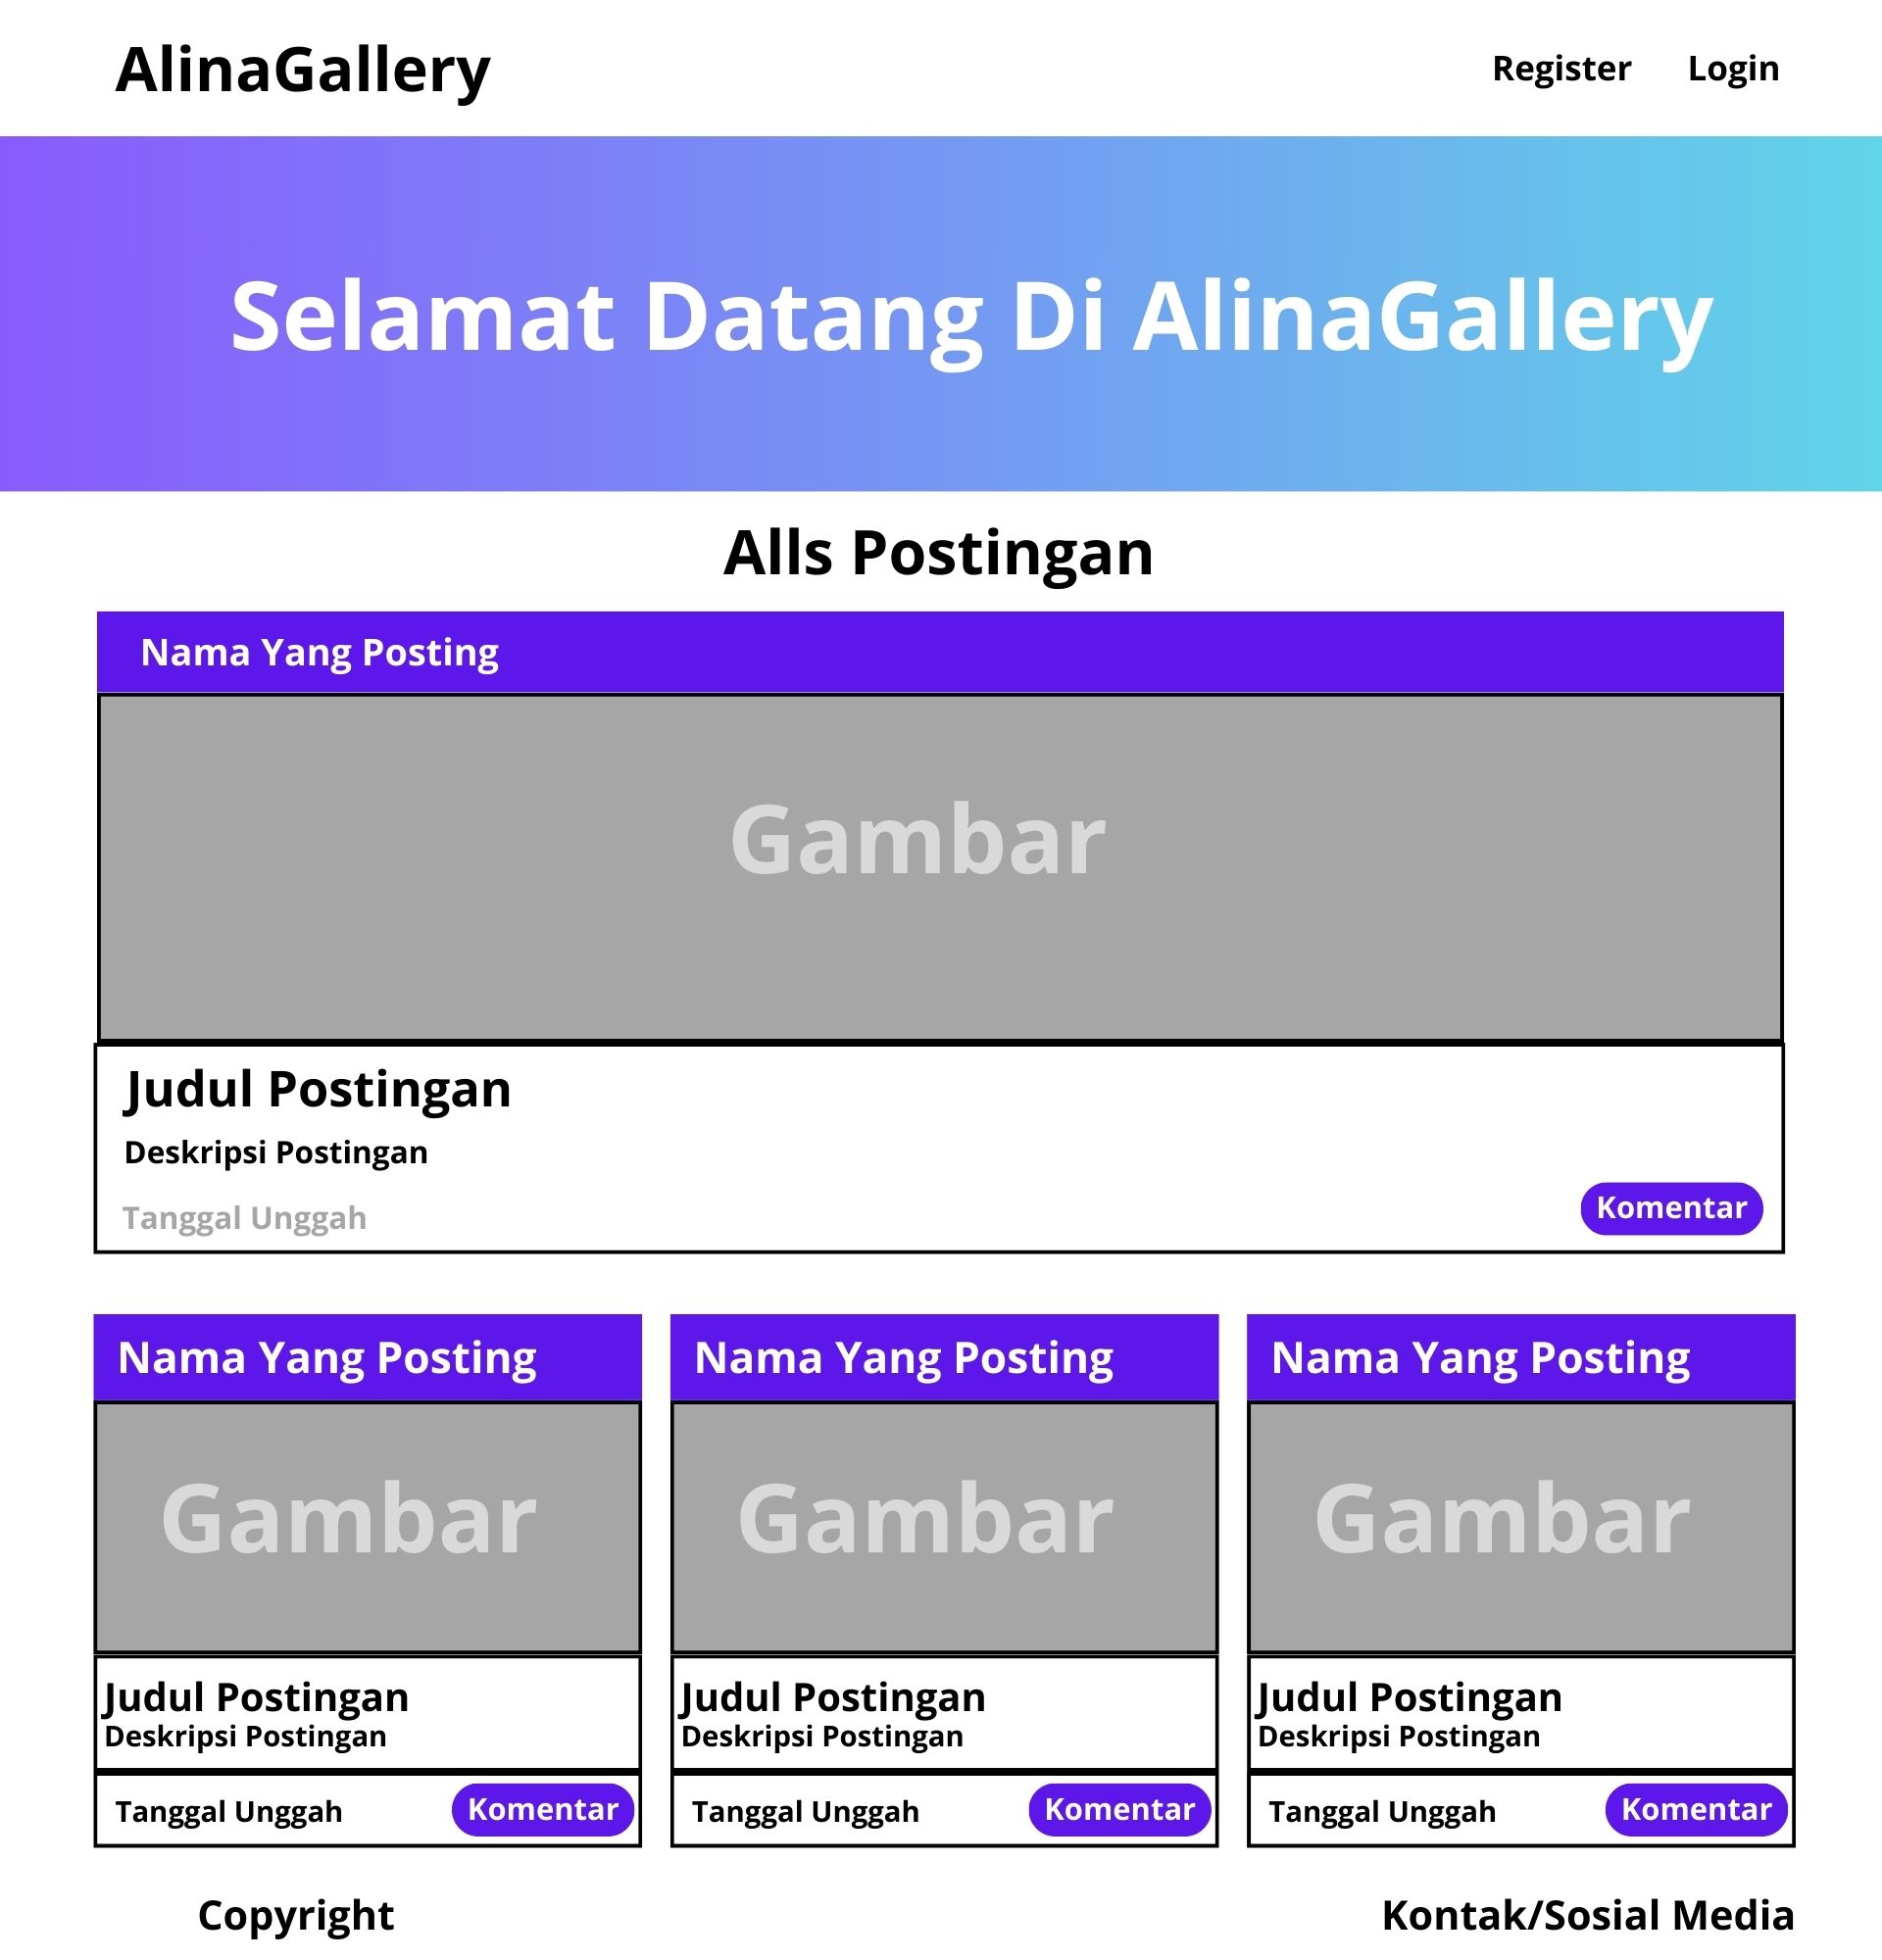 AlinaGallery
Register
Login
Selamat Datang Di AlinaGallery
Alls Postingan
Nama Yang Posting
Gambar
Judul Postingan
Deskripsi Postingan
Tanggal Unggah
Komentar
Nama Yang Posting
Gambar
Judul Postingan
Deskripsi Postingan
Tanggal Unggah
Komentar
Nama Yang Posting
Gambar
Judul Postingan
Deskripsi Postingan
Tanggal Unggah
Komentar
Nama Yang Posting
Gambar
Judul Postingan
Deskripsi Postingan
Tanggal Unggah
Komentar
Copyright
Kontak/Sosial Media